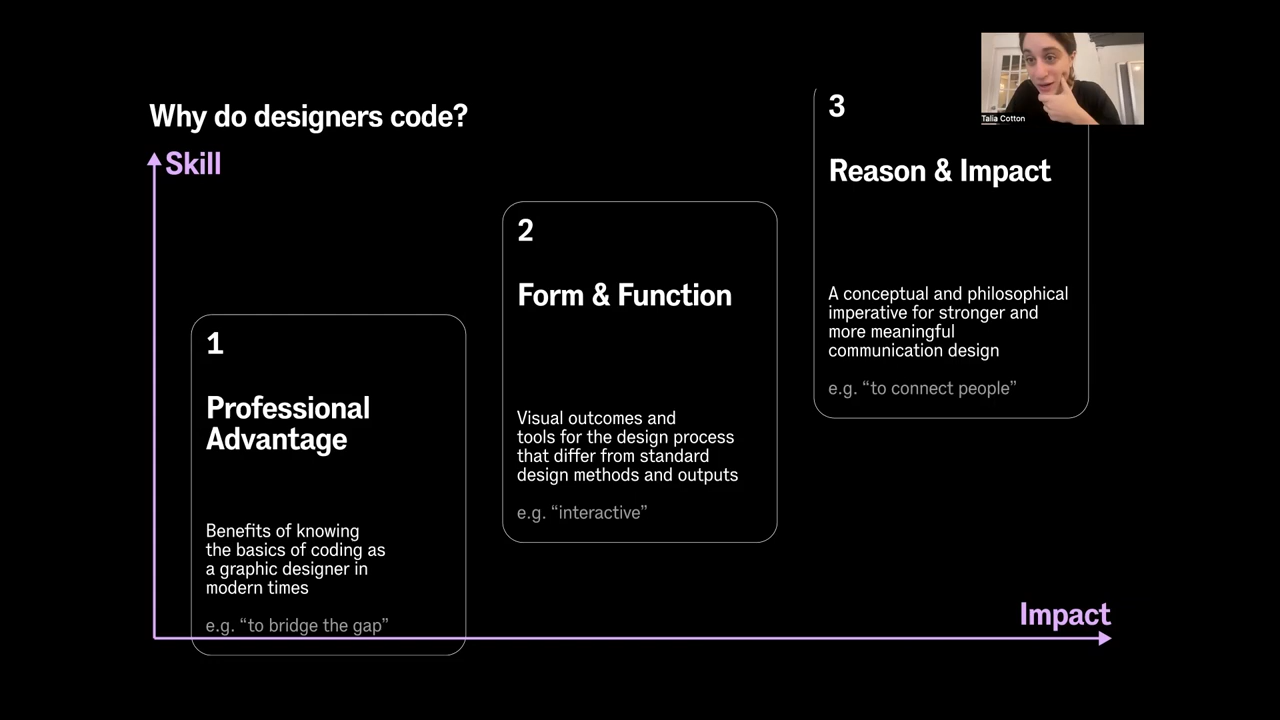 Why do designers code?
Skill
1
Professional
Advantage
Benefits of knowing
the basics of coding as
a graphic designer in
modern times
e.g. “to bridge the gap”
2
Form & Function
Visual outcomes and
tools for the design process
that differ from standard
design methods and outputs
e.g. “interactive”
3
Reason & Impact
A conceptual and philosophical
imperative for stronger and
more meaningful
communication design
e.g. “to connect people”
Talia Cotton
Impact